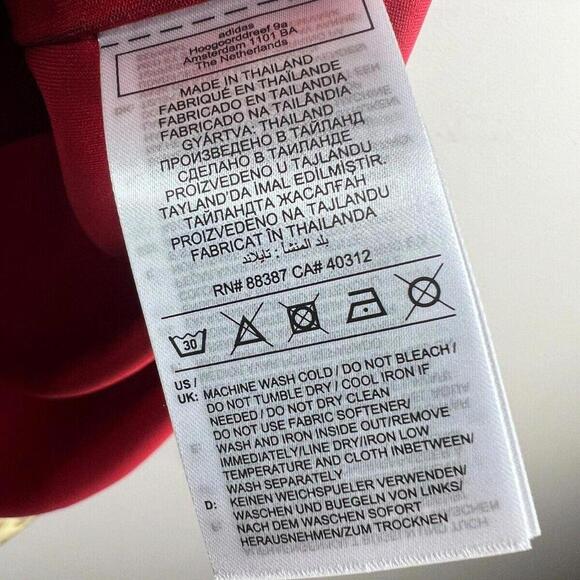 adidas
Hoogoorddreef 9a
Amsterdam 1101 BA
The Netherlands
MADE IN THAILAND
FABRIQUÉ EN THAÏLANDE
FABRICADO EN TAILANDIA
FABRICADO NA TAILÂNDIA
GYÁRTVA: THAILAND
ПРОИЗВЕДЕНО В ТАЙЛАНД
СДЕЛАНО В ТАИЛАНДЕ
PROIZVEDENO U TAJLANDU
TAYLAND'DA İMAL EDİLMİŞTİR.
ТАЙЛАНДТА ЖАСАЛҒАН
PROIZVEDENO NA TAJLANDU
FABRICAT ÎN THAILANDA
بلد المنشأ : تايلاند
RN# 88387 CA# 40312
30
US / UK: MACHINE WASH COLD / DO NOT BLEACH /
DO NOT TUMBLE DRY / COOL IRON IF
NEEDED / DO NOT DRY CLEAN
DO NOT USE FABRIC SOFTENER/
WASH AND IRON INSIDE OUT/REMOVE
IMMEDIATELY/LINE DRY/IRON LOW
TEMPERATURE AND CLOTH INBETWEEN/
WASH SEPARATELY
D: KEINEN WEICHSPUELER VERWENDEN/
WASCHEN UND BUEGELN VON LINKS/
NACH DEM WASCHEN SOFORT
HERAUSNEHMEN/ZUM TROCKNEN